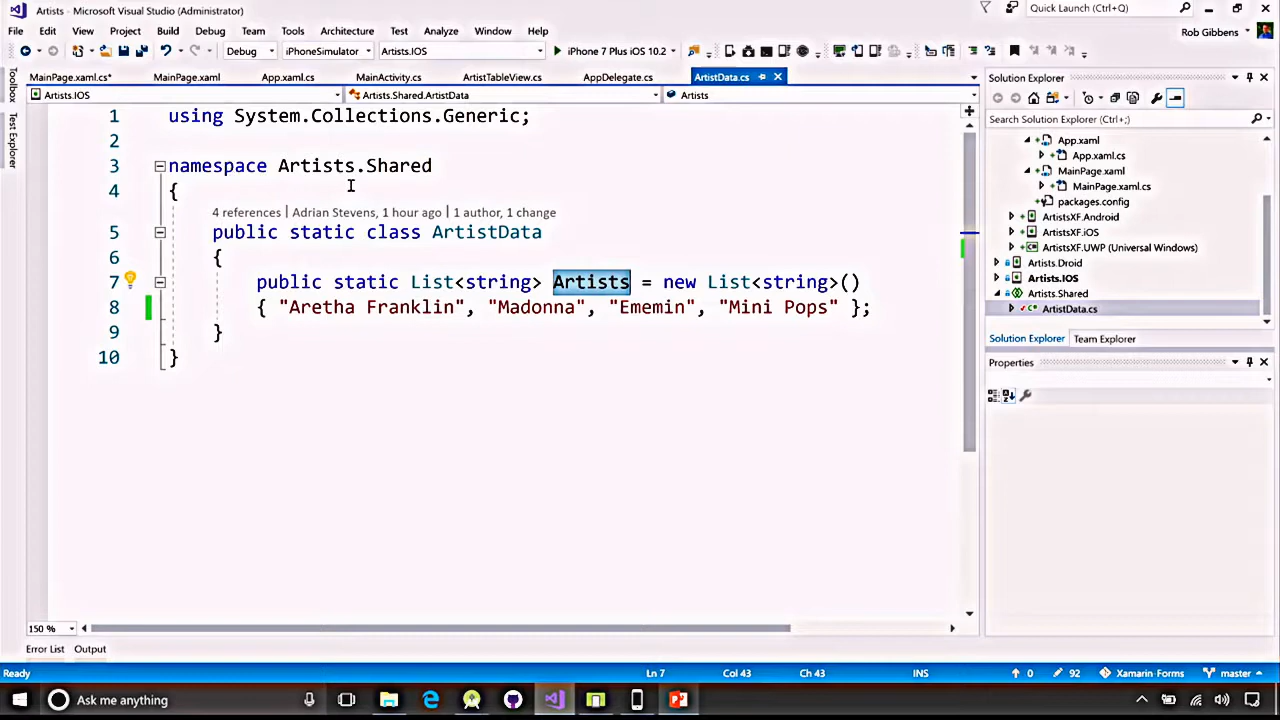 Artists - Microsoft Visual Studio (Administrator)
Quick Launch (Ctrl+Q)
File Edit View Project Build Debug Team Tools Architecture Test Analyze Window Help
Rob Gibbens
Debug iPhoneSimulator Artists.IOS iPhone 7 Plus iOS 10.2
MainPage.xaml.cs* MainPage.xaml App.xaml.cs MainActivity.cs ArtistTableView.cs AppDelegate.cs ArtistData.cs
Artists.IOS Artists.Shared.ArtistData Artists
Toolbox
Test Explorer
1 using System.Collections.Generic;
2
3 namespace Artists.Shared
4 {
4 references | Adrian Stevens, 1 hour ago | 1 author, 1 change
5 public static class ArtistData
6 {
7 public static List<string> Artists = new List<string>()
8 { "Aretha Franklin", "Madonna", "Ememin", "Mini Pops" };
9 }
10 }
150 %
Error List Output
Solution Explorer
Search Solution Explorer (Ctrl+;)
App.xaml
App.xaml.cs
MainPage.xaml
MainPage.xaml.cs
packages.config
ArtistsXF.Android
ArtistsXF.iOS
ArtistsXF.UWP (Universal Windows)
Artists.Droid
Artists.IOS
Artists.Shared
ArtistData.cs
Solution Explorer Team Explorer
Properties
Ready Ln 7 Col 43 Ch 43 INS 0 92 Xamarin-Forms master
Ask me anything